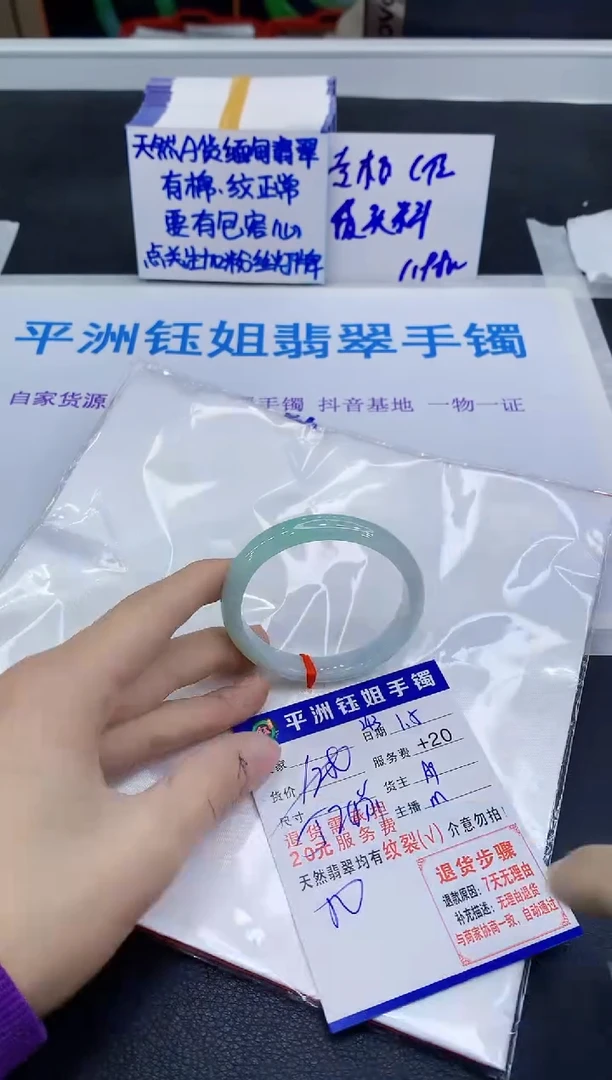 天然A货缅甸翡翠
有棉、纹正常
要有包容心
点关注加粉丝灯牌
平洲钰姐翡翠手镯
自家货源
手镯 抖音基地 一物一证
平洲钰姐手镯
日期 1.5
服务费 +20
货价
货主
尺寸
主播 m
退货需承担
20元服务费
天然翡翠均有纹裂(√) 介意勿拍!
退货步骤
退款原因:7天无理由
补充描述:无理由退货
与商家协商一致,自动通过